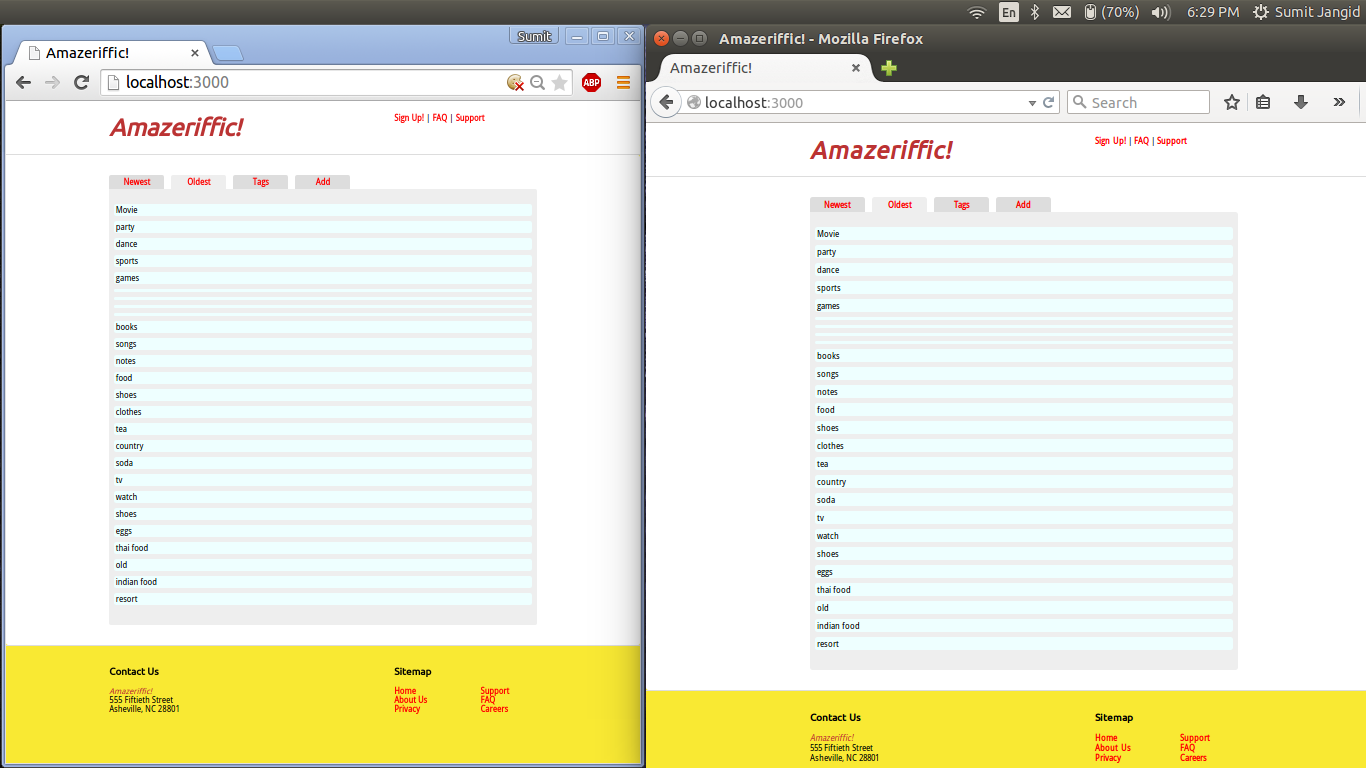 En (70%) 6:29 PM Sumit Jangid
Sumit
Amazeriffic!
localhost:3000
ABP
Amazeriffic!
Sign Up! | FAQ | Support
Newest Oldest Tags Add
Movie
party
dance
sports
games
books
songs
notes
food
shoes
clothes
tea
country
soda
tv
watch
shoes
eggs
thai food
old
indian food
resort
Contact Us
Amazeriffic!
555 Fiftieth Street
Asheville, NC 28801
Sitemap
Home Support
About Us FAQ
Privacy Careers
Amazeriffic! - Mozilla Firefox
Amazeriffic!
localhost:3000 Search
Amazeriffic!
Sign Up! | FAQ | Support
Newest Oldest Tags Add
Movie
party
dance
sports
games
books
songs
notes
food
shoes
clothes
tea
country
soda
tv
watch
shoes
eggs
thai food
old
indian food
resort
Contact Us
Amazeriffic!
555 Fiftieth Street
Asheville, NC 28801
Sitemap
Home Support
About Us FAQ
Privacy Careers